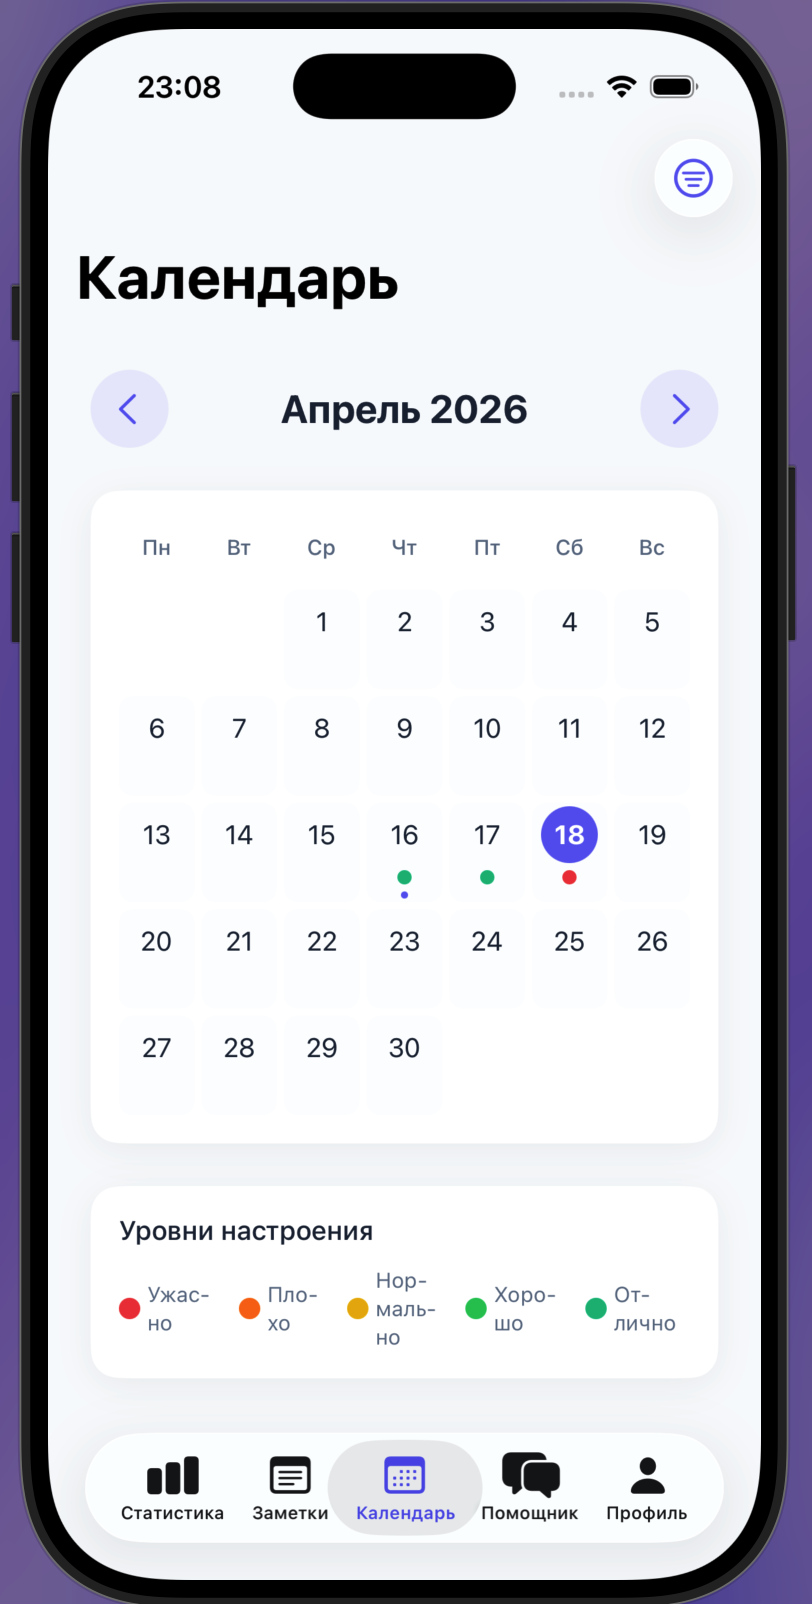 23:08
Календарь
Апрель 2026
Пн Вт Ср Чт Пт Сб Вс
1 2 3 4 5
6 7 8 9 10 11 12
13 14 15 16 17 18 19
20 21 22 23 24 25 26
27 28 29 30
Уровни настроения
Ужас-
но
Пло-
хо
Нор-
маль-
но
Хоро-
шо
От-
лично
Статистика Заметки Календарь Помощник Профиль